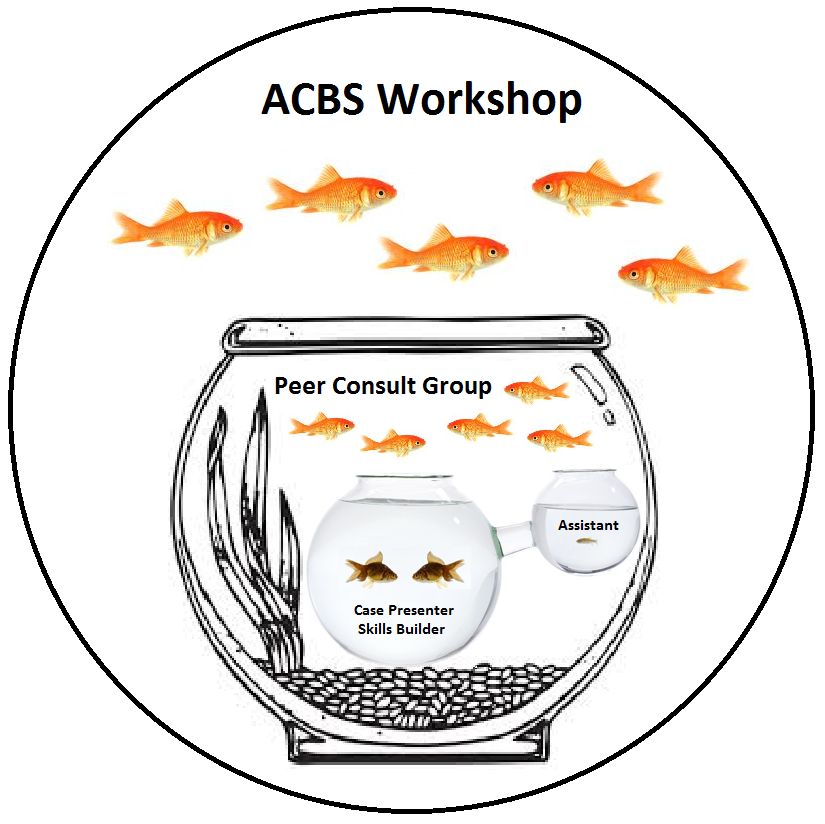 ACBS Workshop
Peer Consult Group
Assistant
Case Presenter
Skills Builder